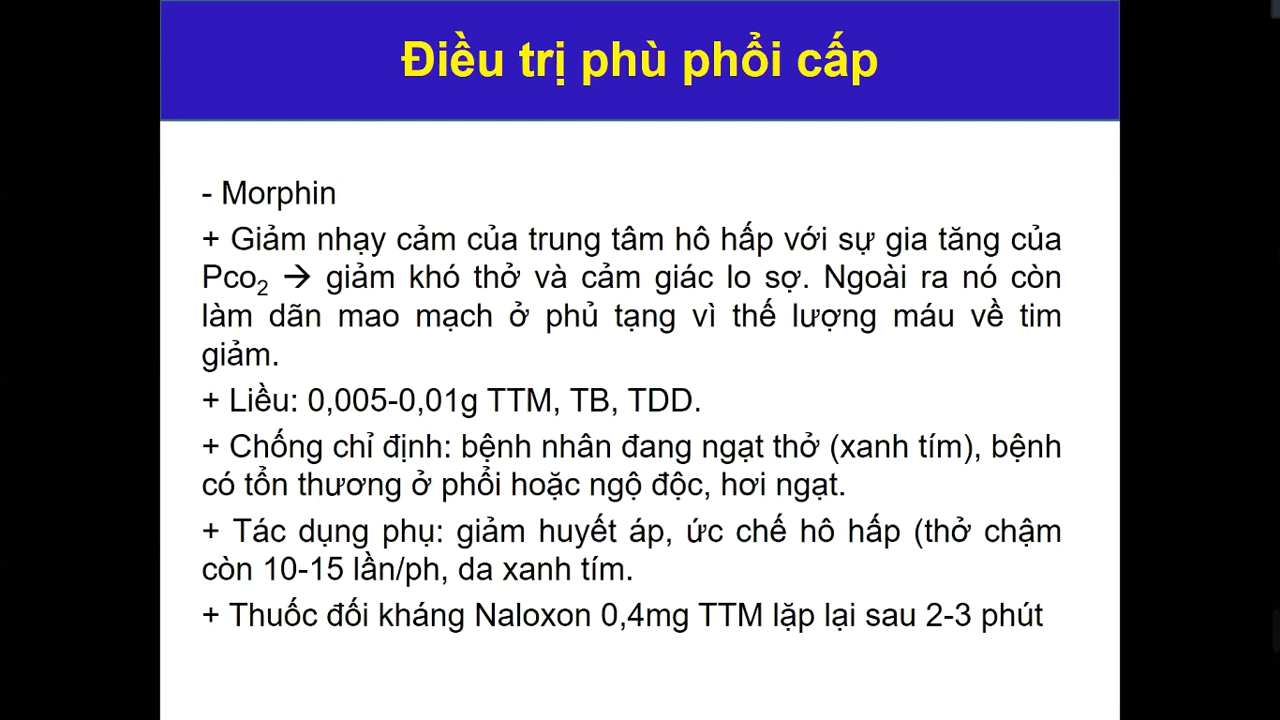 Điều trị phù phổi cấp
- Morphin
+ Giảm nhạy cảm của trung tâm hô hấp với sự gia tăng của
Pco₂ → giảm khó thở và cảm giác lo sợ. Ngoài ra nó còn
làm dãn mao mạch ở phủ tạng vì thế lượng máu về tim
giảm.
+ Liều: 0,005-0,01g TTM, TB, TDD.
+ Chống chỉ định: bệnh nhân đang ngạt thở (xanh tím), bệnh
có tổn thương ở phổi hoặc ngộ độc, hơi ngạt.
+ Tác dụng phụ: giảm huyết áp, ức chế hô hấp (thở chậm
còn 10-15 lần/ph, da xanh tím.
+ Thuốc đối kháng Naloxon 0,4mg TTM lặp lại sau 2-3 phút